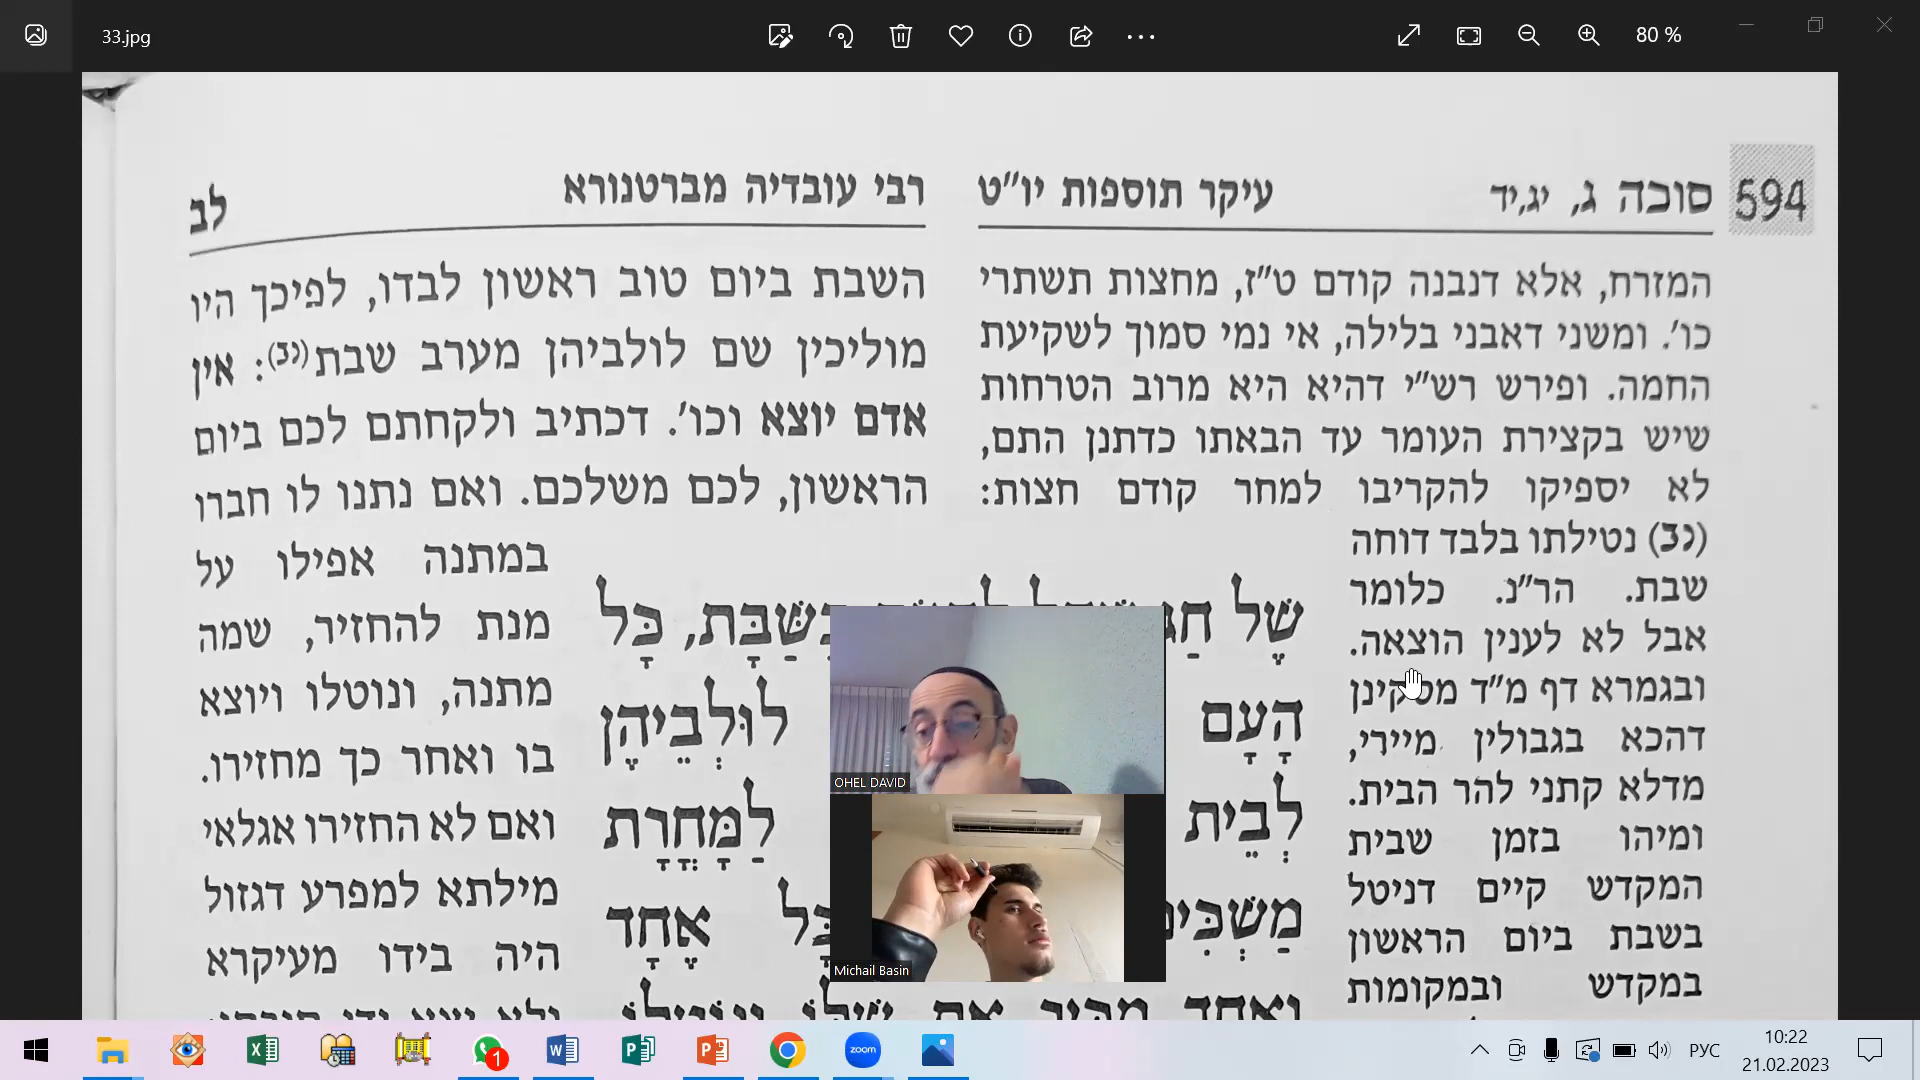 33.jpg
80 %
594
סוכה ג, יג,יד
עיקר תוספות יו"ט
רבי עובדיה מברטנורא
לב
המזרח, אלא דנבנה קודם ט"ז, מחצות תשתרי
כו'. ומשני דאבני בלילה, אי נמי סמוך לשקיעת
החמה. ופירש רש"י דהיא היא מרוב הטרחות
שיש בקצירת העומר עד הבאתו כדתנן התם,
לא יספיקו להקריבו למחר קודם חצות:
(נב) נטילתו בלבד דוחה
שבת. הר"נ. כלומר
אבל לא לענין הוצאה.
ובגמרא דף מ"ד מסקינן
דהכא בגבולין מיירי,
מדלא קתני להר הבית.
ומיהו בזמן שבית
המקדש קיים דניטל
בשבת ביום הראשון
במקדש ובמקומות
השבת ביום טוב ראשון לבדו, לפיכך היו
מוליכין שם לולביהן מערב שבת(נב): אין
אדם יוצא וכו'. דכתיב ולקחתם לכם ביום
הראשון, לכם משלכם. ואם נתנו לו חברו
במתנה אפילו על
מנת להחזיר, שמה
מתנה, ונוטלו ויוצא
בו ואחר כך מחזירו.
ואם לא החזירו אגלאי
מילתא למפרע דגזול
היה בידו מעיקרא
שֶׁל בַּשַּׁבָּת, כָּל
הָעָם לוּלְבֵיהֶן
לְבֵית לַמָּחֳרָת
כָּל אֶחָד
OHEL DAVID
Michail Basin
1
zoom
РУС
10:22
21.02.2023